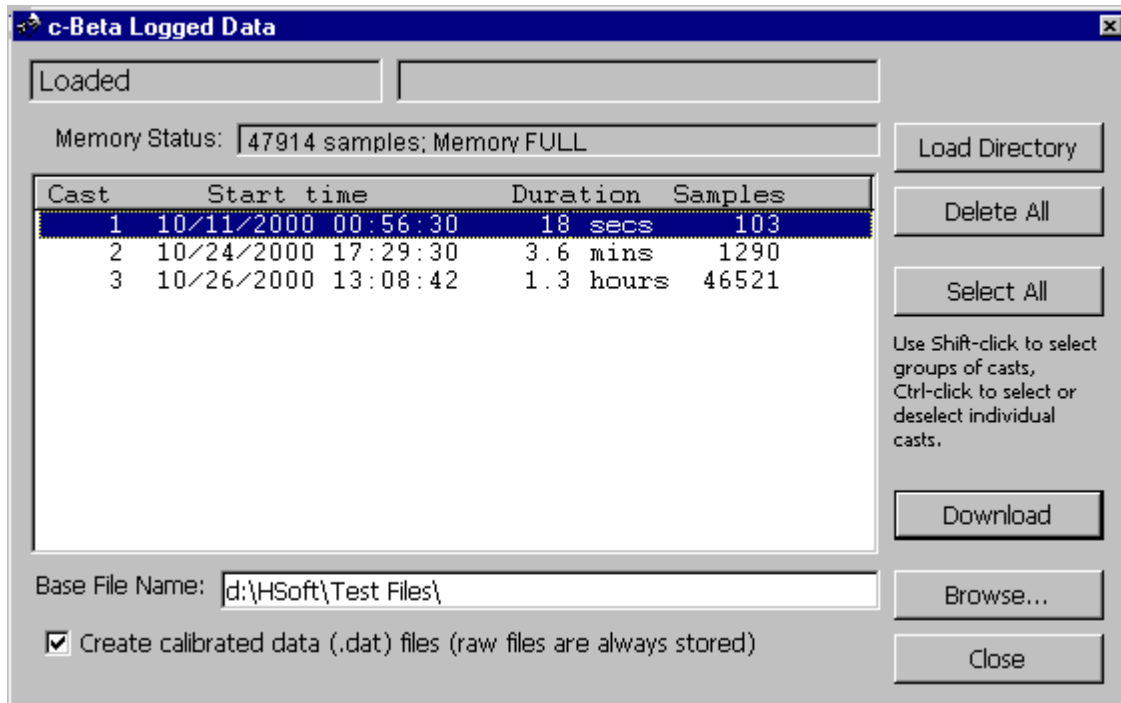 c-Beta Logged Data
Loaded
Memory Status: 47914 samples; Memory FULL
Load Directory
Cast Start time Duration Samples
1 10/11/2000 00:56:30 18 secs 103
2 10/24/2000 17:29:30 3.6 mins 1290
3 10/26/2000 13:08:42 1.3 hours 46521
Delete All
Select All
Use Shift-click to select
groups of casts,
Ctrl-click to select or
deselect individual
casts.
Download
Base File Name: d:\HSoft\Test Files\
Browse...
Create calibrated data (.dat) files (raw files are always stored)
Close